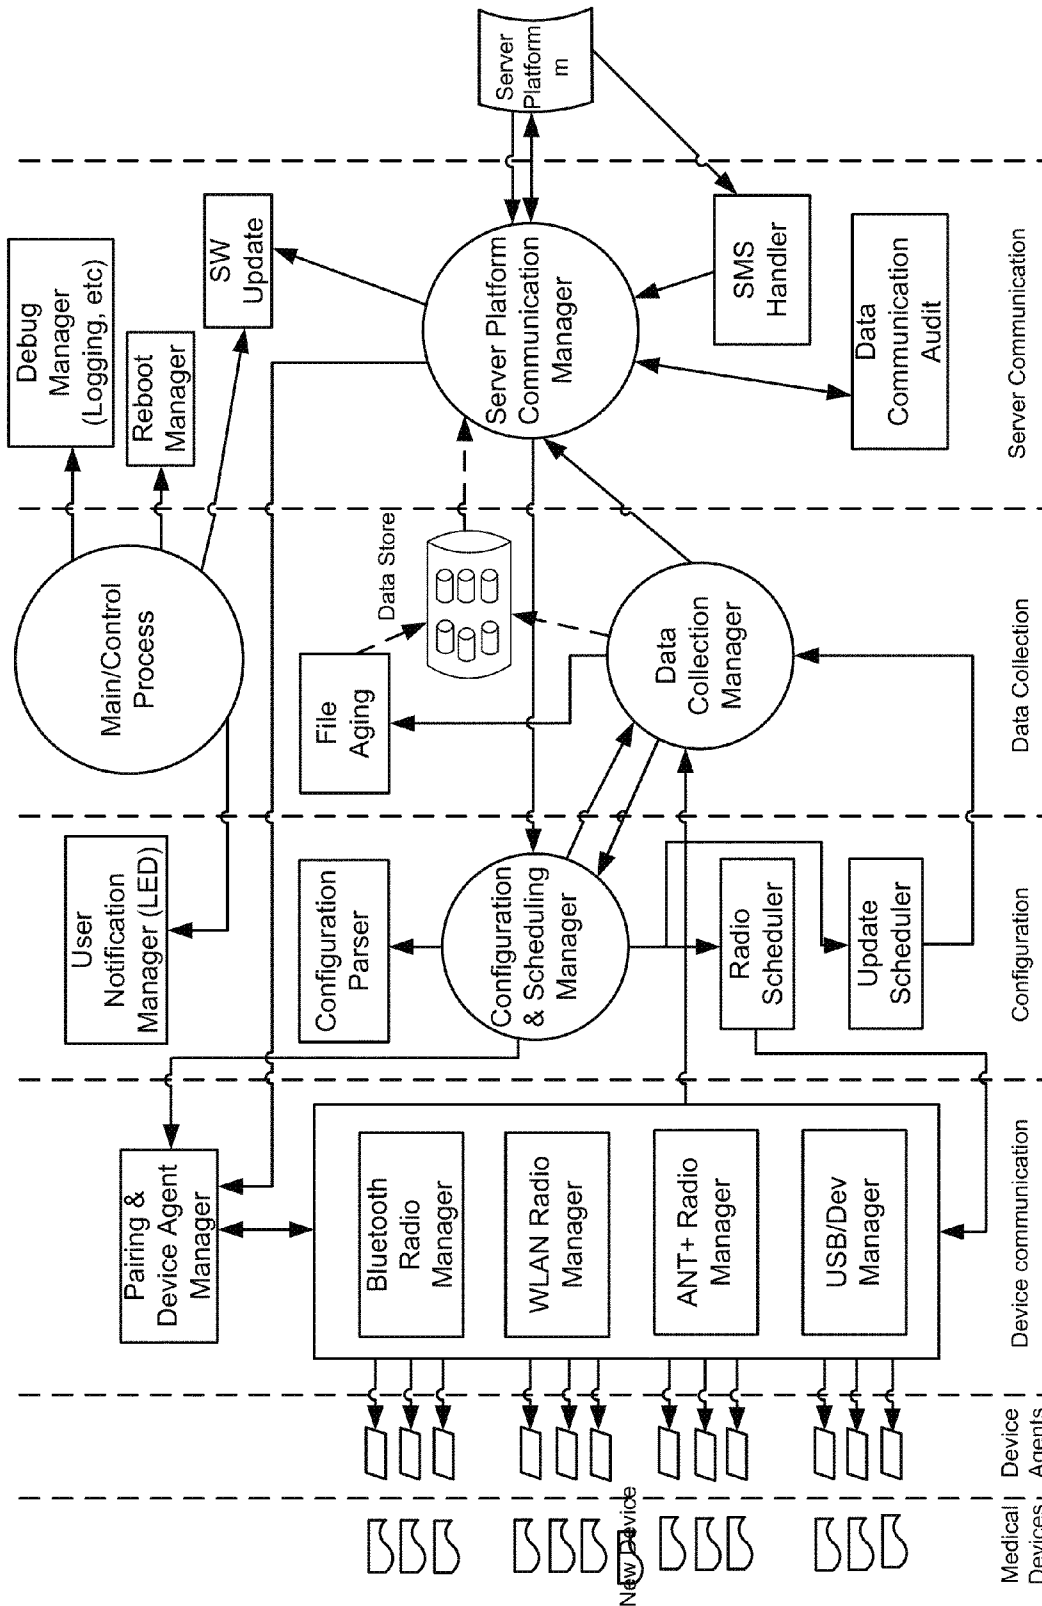 Medical
Devices
Device
Agents
Device communication
Configuration
Data Collection
Server Communication
Pairing &
Device Agent
Manager
User
Notification
Manager (LED)
Main/Control
Process
Debug
Manager
(Logging, etc)
Reboot
Manager
SW
Update
Configuration
Parser
File
Aging
Data Store
Bluetooth
Radio
Manager
WLAN Radio
Manager
ANT+ Radio
Manager
USB/Dev
Manager
New Device
Configuration
& Scheduling
Manager
Data
Collection
Manager
Server Platform
Communication
Manager
Server
Platform
m
Radio
Scheduler
Update
Scheduler
SMS
Handler
Data
Communication
Audit